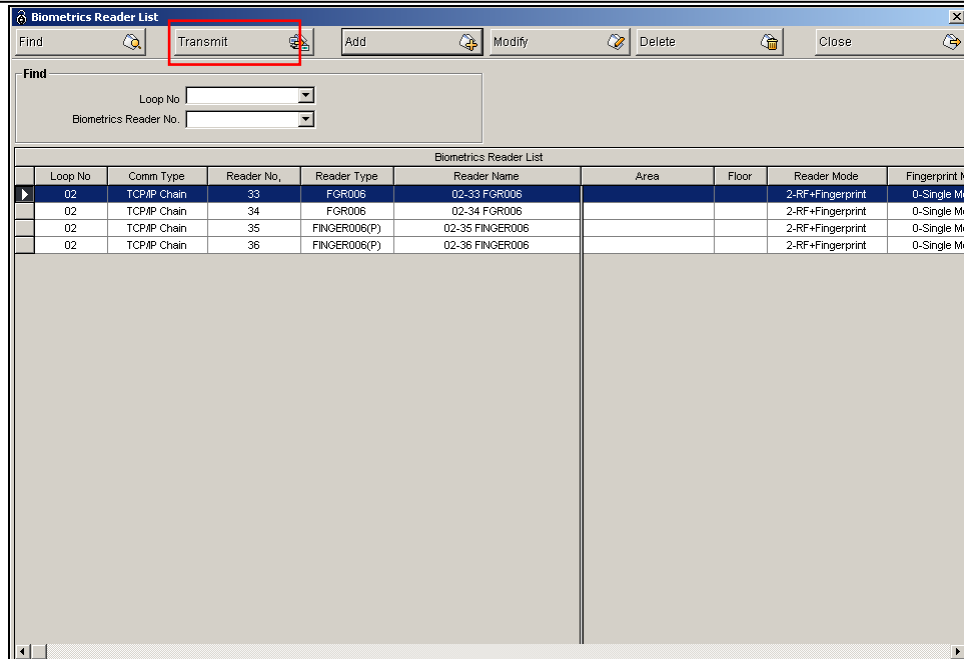 Biometrics Reader List
Find Transmit Add Modify Delete Close
Find
Loop No
Biometrics Reader No.
Biometrics Reader List
Loop No Comm Type Reader No, Reader Type Reader Name Area Floor Reader Mode Fingerprint M
02 TCP/IP Chain 33 FGR006 02-33 FGR006 2-RF+Fingerprint 0-Single Mo
02 TCP/IP Chain 34 FGR006 02-34 FGR006 2-RF+Fingerprint 0-Single Mo
02 TCP/IP Chain 35 FINGER006(P) 02-35 FINGER006 2-RF+Fingerprint 0-Single Mo
02 TCP/IP Chain 36 FINGER006(P) 02-36 FINGER006 2-RF+Fingerprint 0-Single Mo